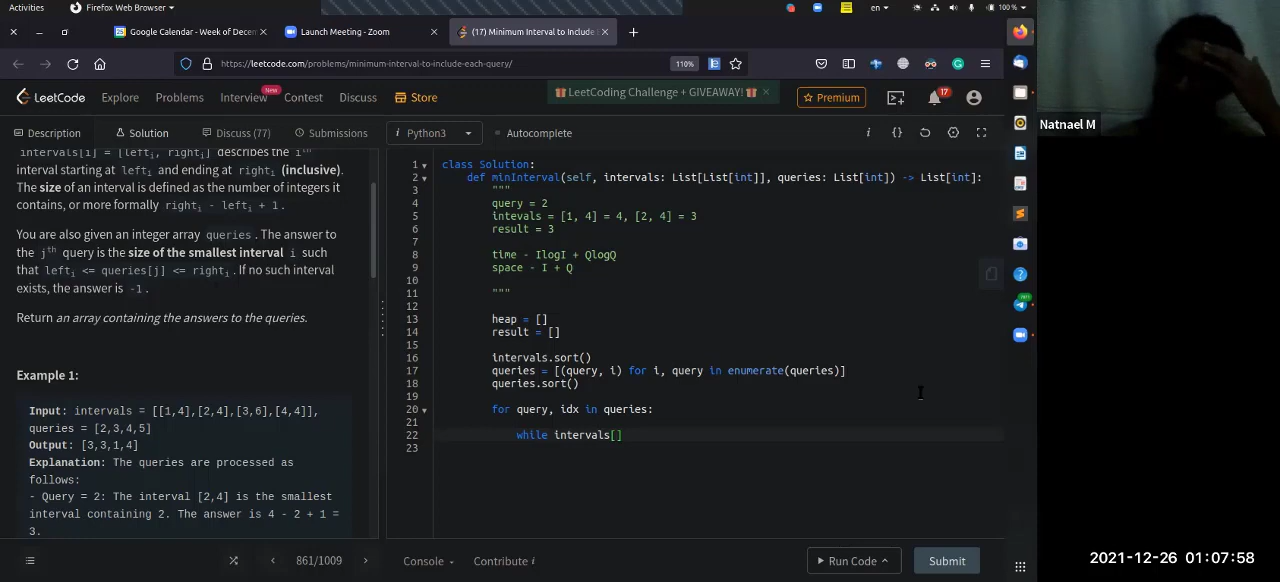 Activities
Firefox Web Browser
en
100 %
Google Calendar - Week of Decem
Launch Meeting - Zoom
(17) Minimum Interval to Include
https://leetcode.com/problems/minimum-interval-to-include-each-query/
110%
LeetCode
Explore
Problems
Interview
New
Contest
Discuss
Store
🎁 LeetCoding Challenge + GIVEAWAY! 🎁
Premium
17
Natnael M
Description
Solution
Discuss (77)
Submissions
i Python3
Autocomplete
intervals[i] = [lefti, righti] describes the ith
interval starting at lefti and ending at righti (inclusive).
The size of an interval is defined as the number of integers it
contains, or more formally righti - lefti + 1.
You are also given an integer array queries. The answer to
the jth query is the size of the smallest interval i such
that lefti <= queries[j] <= righti. If no such interval
exists, the answer is -1.
Return an array containing the answers to the queries.
Example 1:
Input: intervals = [[1,4],[2,4],[3,6],[4,4]],
queries = [2,3,4,5]
Output: [3,3,1,4]
Explanation: The queries are processed as
follows:
- Query = 2: The interval [2,4] is the smallest
interval containing 2. The answer is 4 - 2 + 1 =
3.
1 class Solution:
2 def minInterval(self, intervals: List[List[int]], queries: List[int]) -> List[int]:
3 """
4 query = 2
5 intevals = [1, 4] = 4, [2, 4] = 3
6 result = 3
7
8 time - IlogI + QlogQ
9 space - I + Q
10
11 """
12
13 heap = []
14 result = []
15
16 intervals.sort()
17 queries = [(query, i) for i, query in enumerate(queries)]
18 queries.sort()
19
20 for query, idx in queries:
21
22 while intervals[]
23
861/1009
Console
Contribute i
Run Code
Submit
2021-12-26 01:07:58